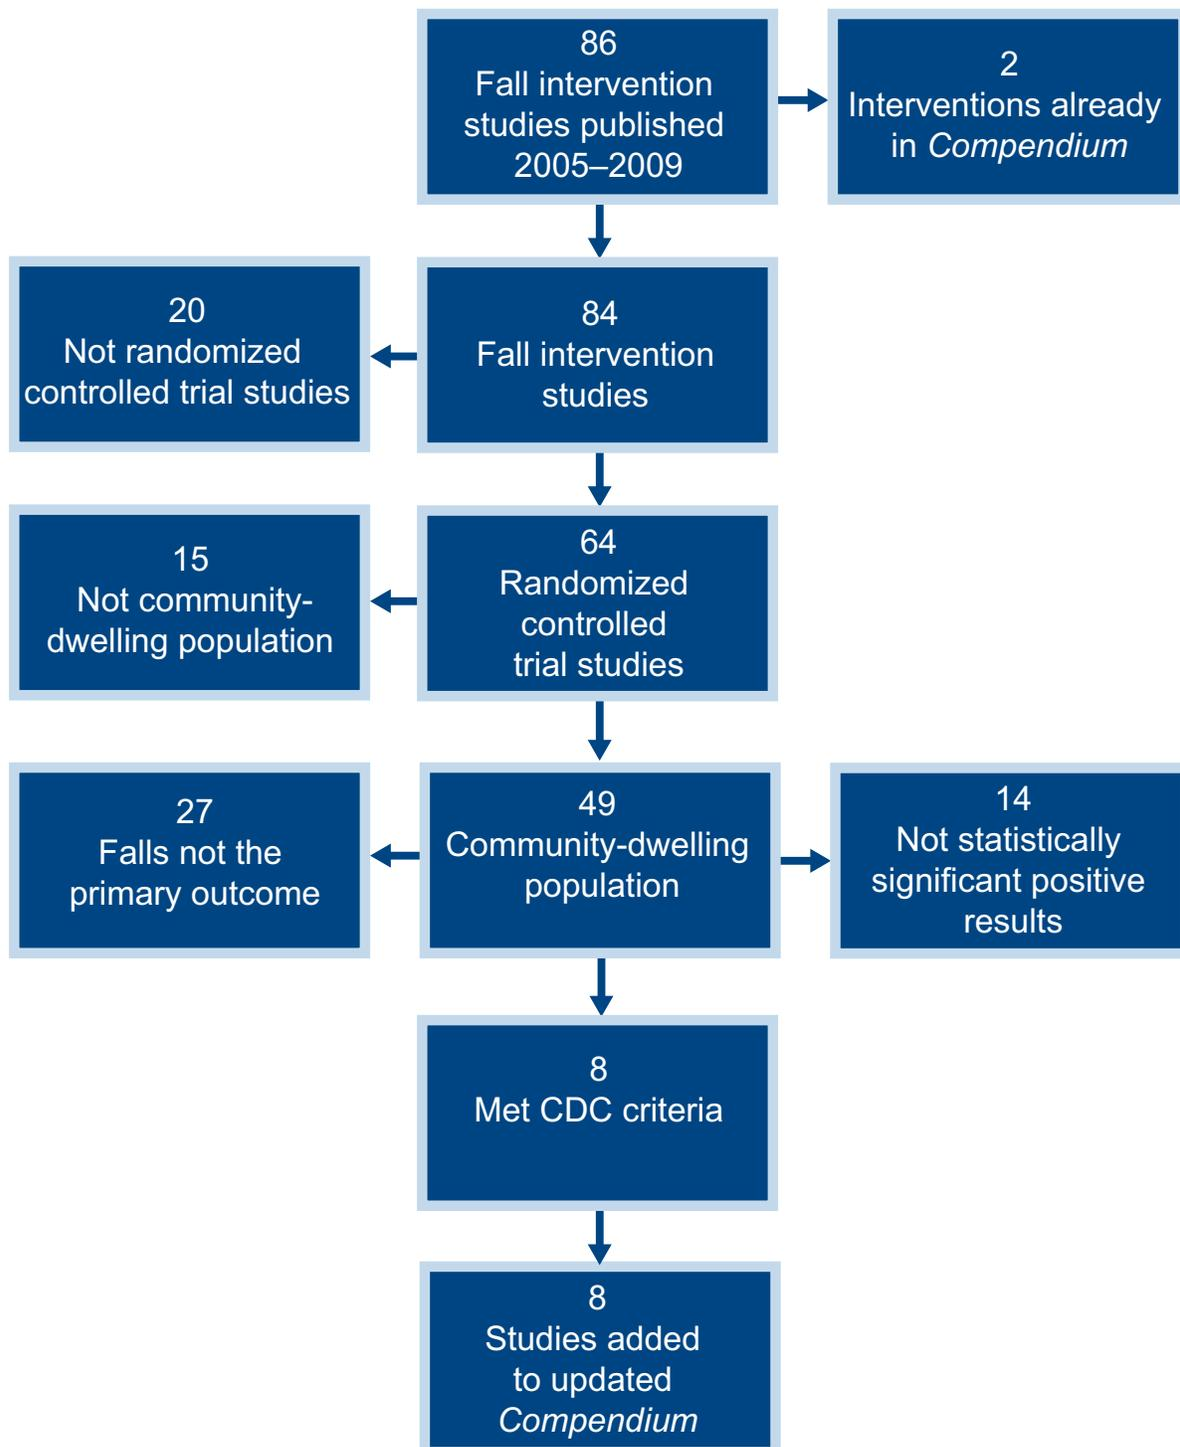 86
Fall intervention
studies published
2005–2009
2
Interventions already
in Compendium
20
Not randomized
controlled trial studies
84
Fall intervention
studies
15
Not community-
dwelling population
64
Randomized
controlled
trial studies
27
Falls not the
primary outcome
49
Community-dwelling
population
14
Not statistically
significant positive
results
8
Met CDC criteria
8
Studies added
to updated
Compendium